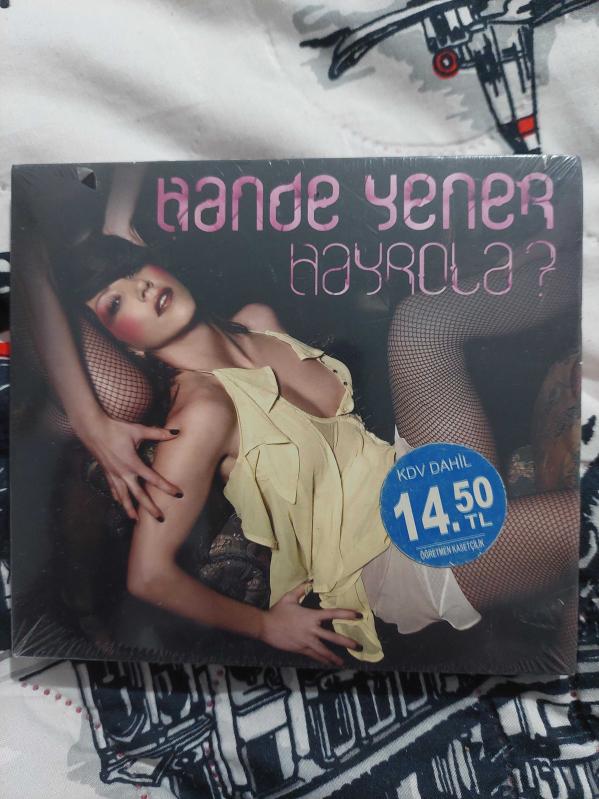 Hande Yener
Hayrola?
KDV DAHİL
14.50
TL
ÖĞRETMEN KASETÇİLİK